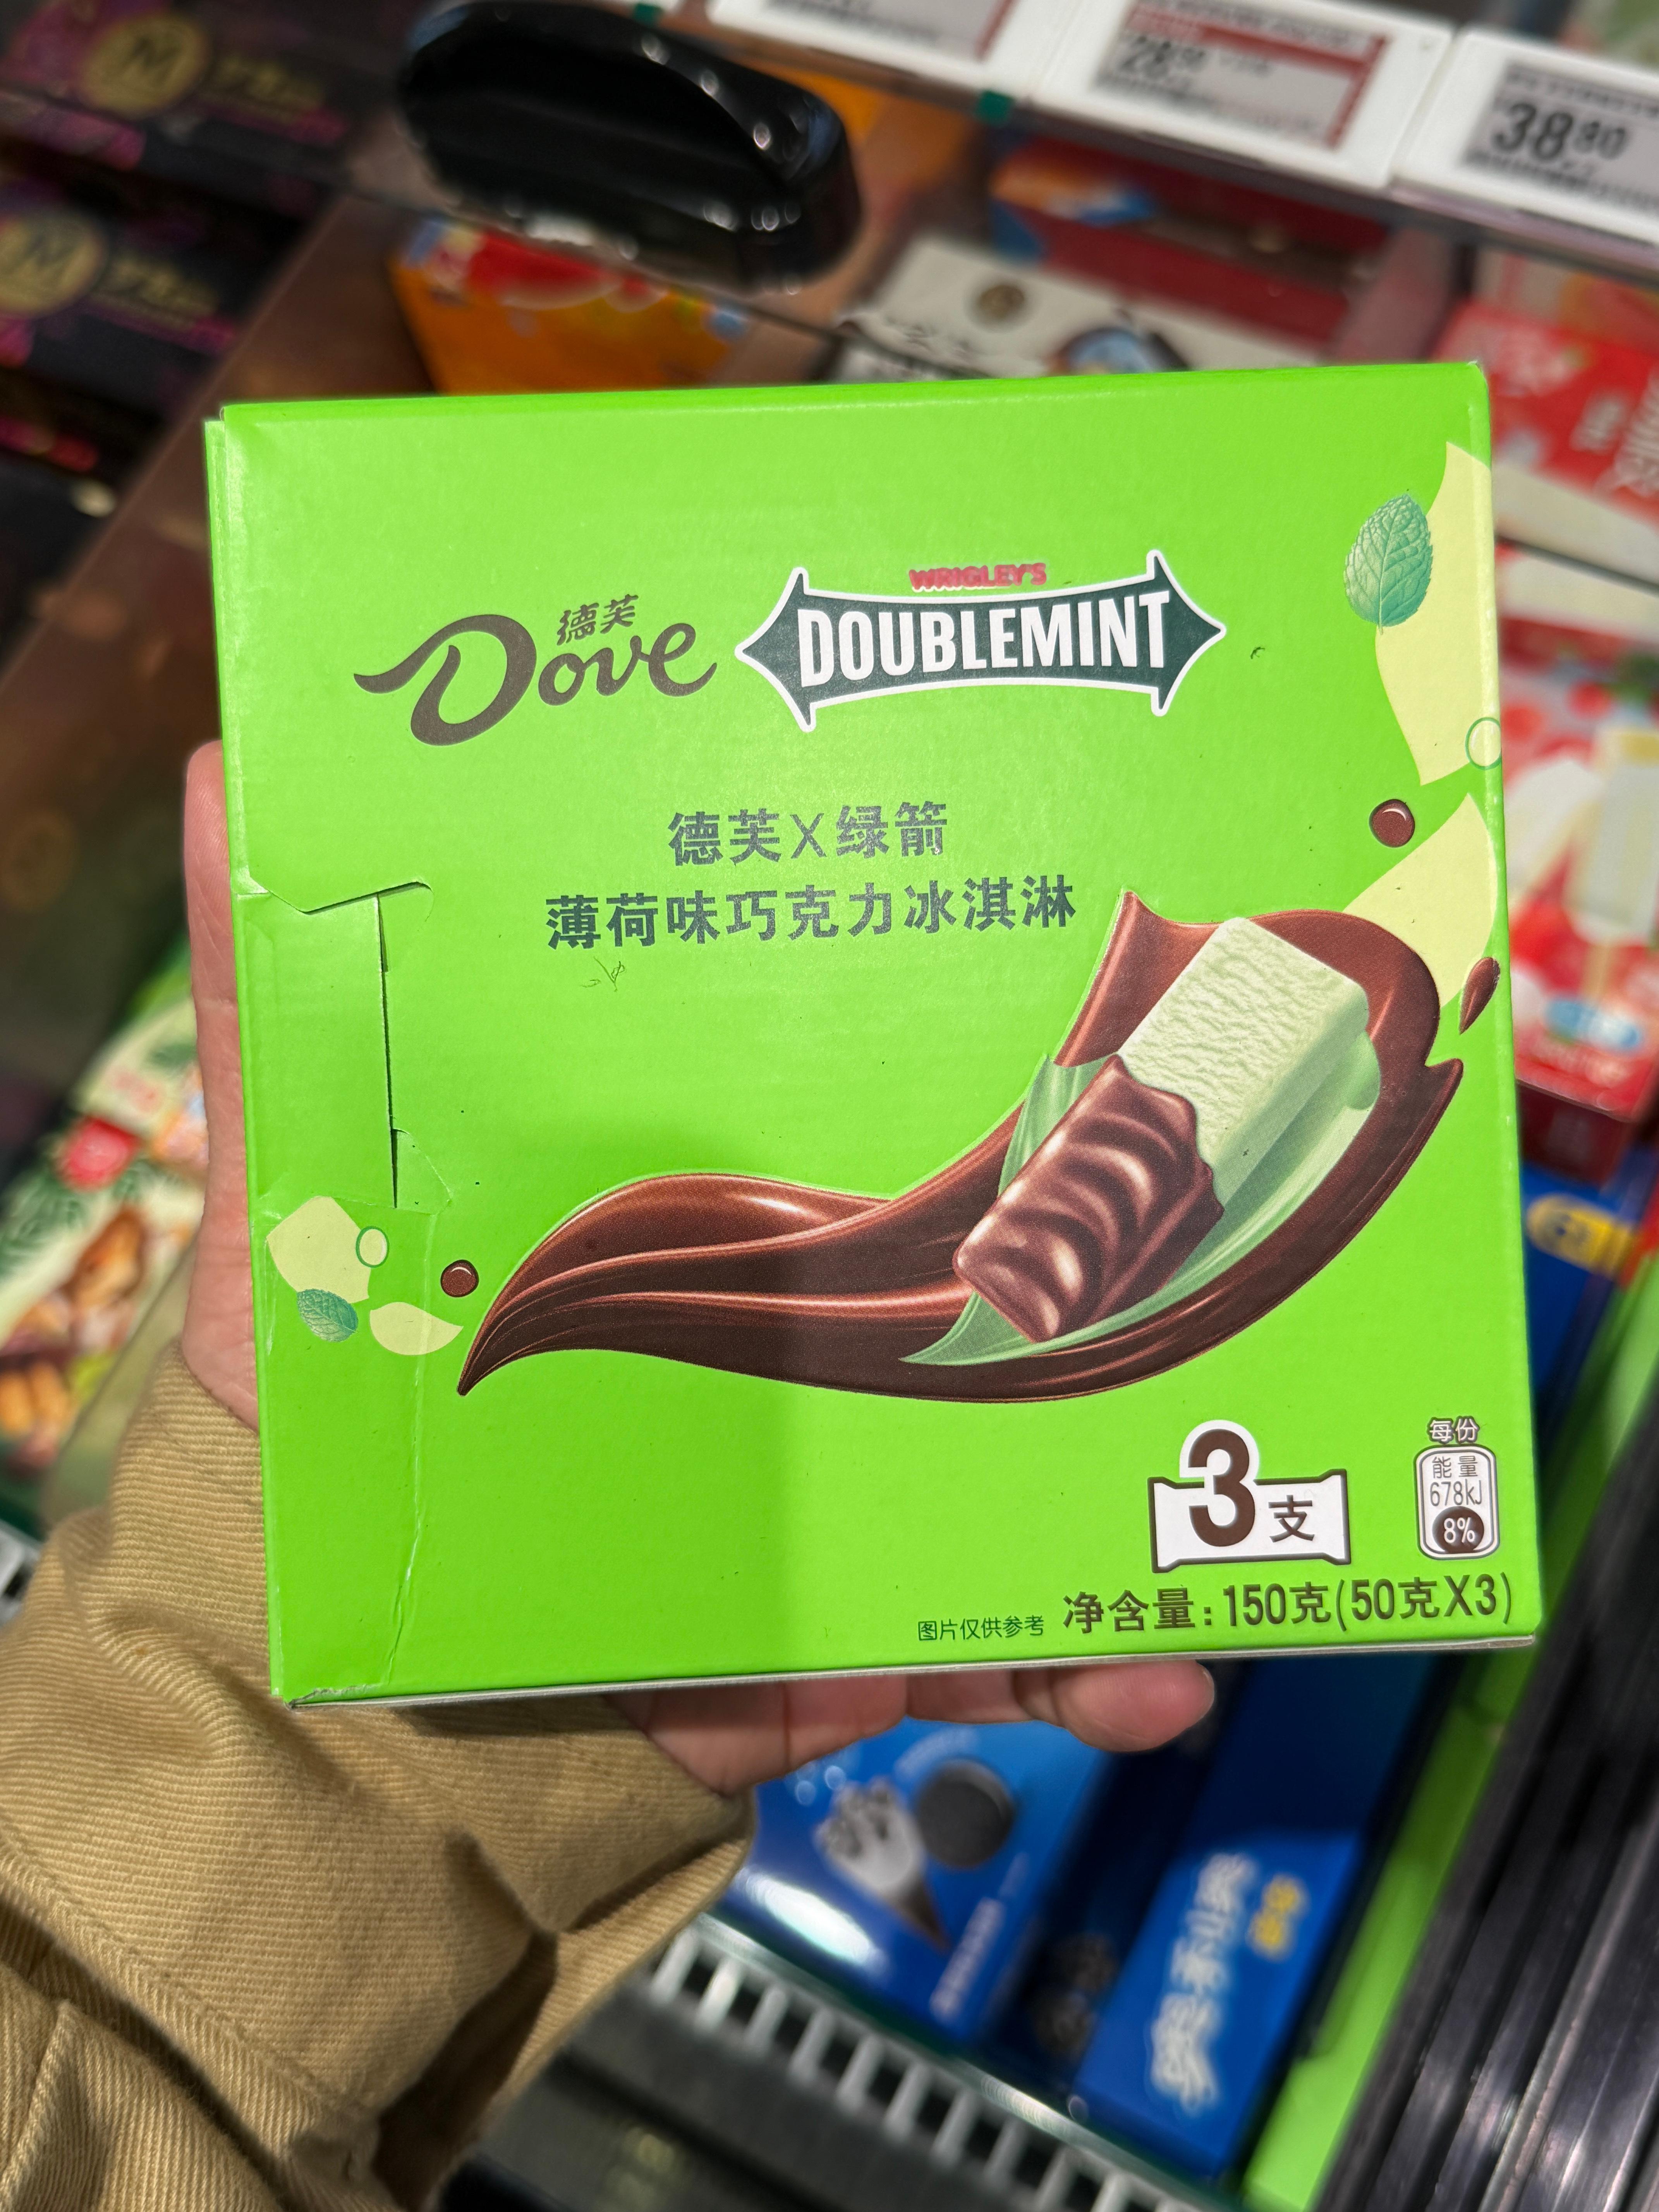 38.80
德芙
Dove
WRIGLEY'S
DOUBLEMINT
德芙X绿箭
薄荷味巧克力冰淇淋
3支
每份
能量
678kJ
8%
图片仅供参考
净含量:150克(50克X3)